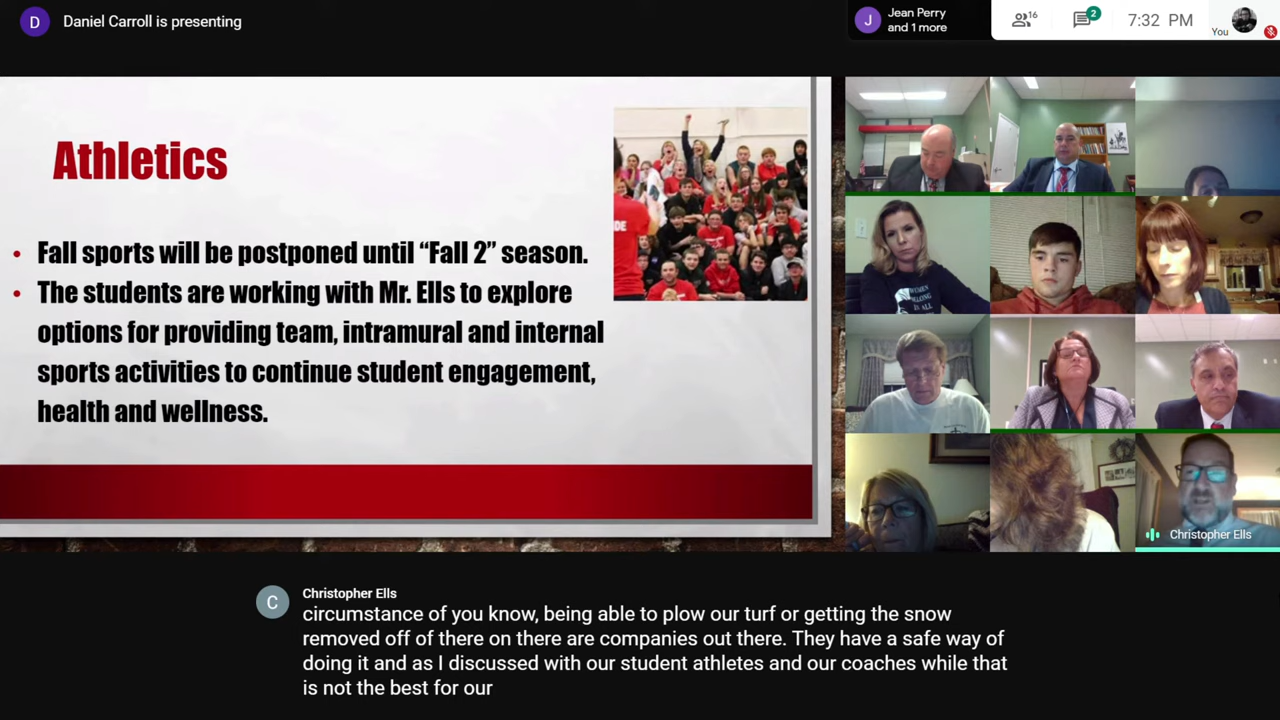 D
Daniel Carroll is presenting
J
Jean Perry
and 1 more
16
2
7:32 PM
You
Athletics
• Fall sports will be postponed until “Fall 2” season.
• The students are working with Mr. Ells to explore
options for providing team, intramural and internal
sports activities to continue student engagement,
health and wellness.
WOMEN
BELONG
IN ALL
Christopher Ells
C
Christopher Ells
circumstance of you know, being able to plow our turf or getting the snow
removed off of there on there are companies out there. They have a safe way of
doing it and as I discussed with our student athletes and our coaches while that
is not the best for our